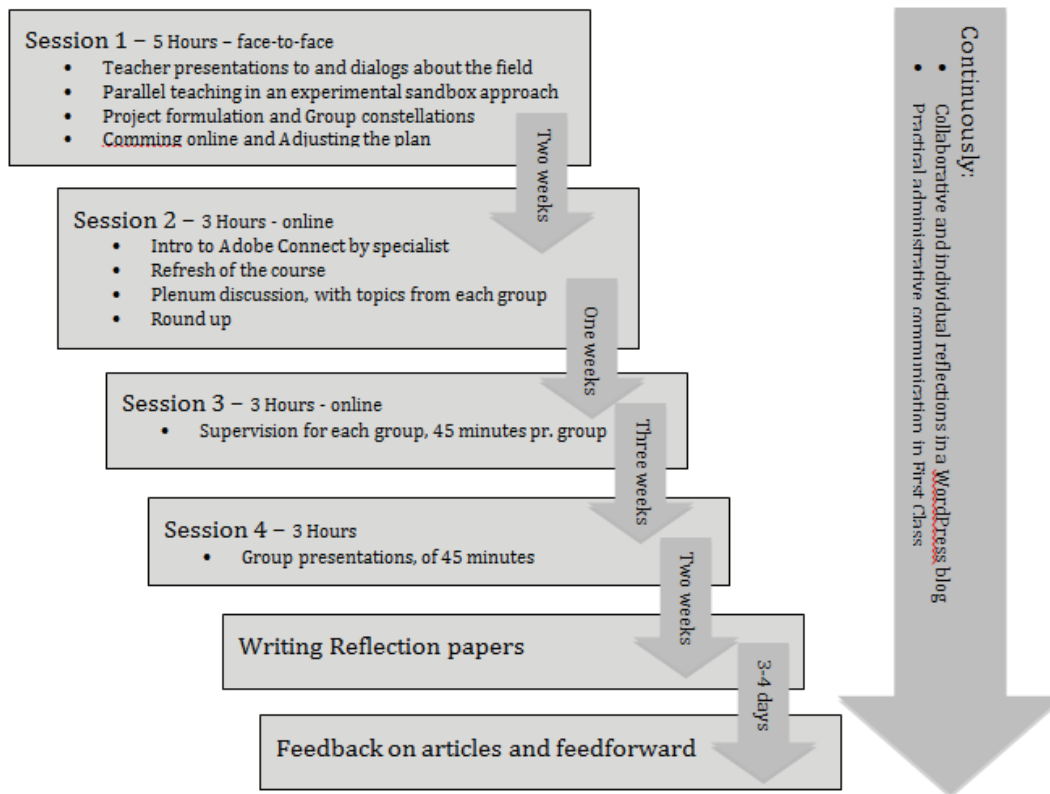 Session 1 – 5 Hours – face-to-face
• Teacher presentations to and dialogs about the field
• Parallel teaching in an experimental sandbox approach
• Project formulation and Group constellations
• Comming online and Adjusting the plan
Two weeks
Session 2 – 3 Hours - online
• Intro to Adobe Connect by specialist
• Refresh of the course
• Plenum discussion, with topics from each group
• Round up
One weeks
Session 3 – 3 Hours - online
• Supervision for each group, 45 minutes pr. group
Three weeks
Session 4 – 3 Hours
• Group presentations, of 45 minutes
Two weeks
Writing Reflection papers
3-4 days
Feedback on articles and feedforward
Continuously:
• Collaborative and individual reflections in a WordPress blog
• Practical administrative communication in First Class